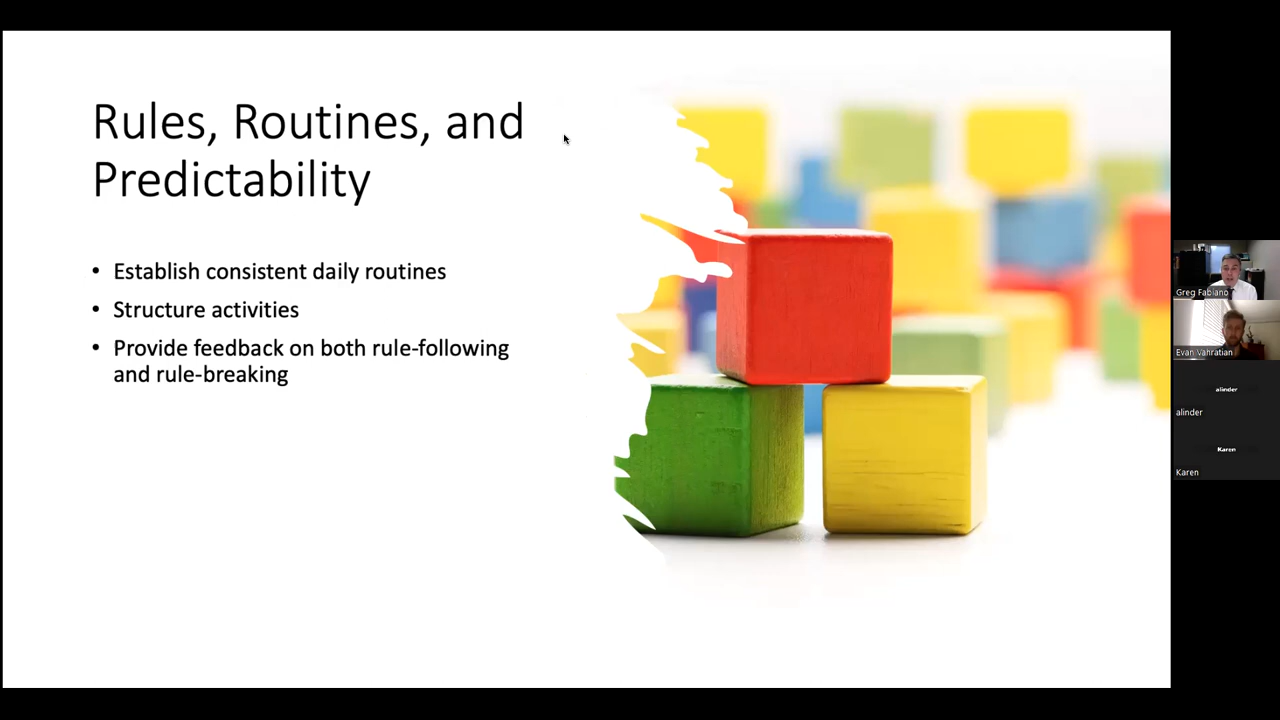 Rules, Routines, and
Predictability
• Establish consistent daily routines
• Structure activities
• Provide feedback on both rule-following
and rule-breaking
Greg Fabiano
Evan Vahratian
alinder
alinder
Karen
Karen